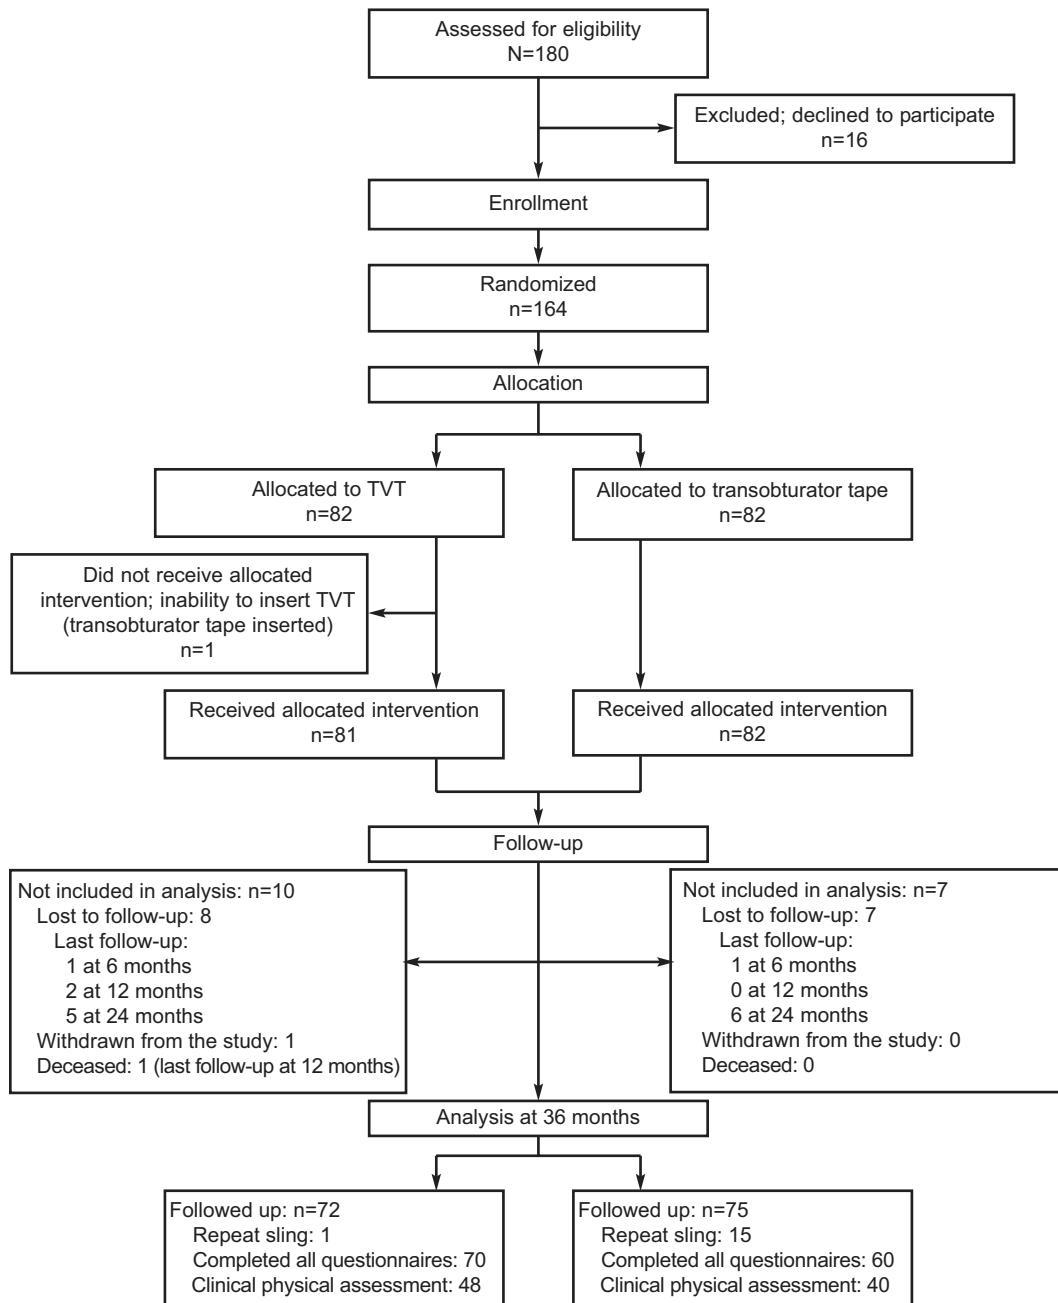 Assessed for eligibility
N=180
Excluded; declined to participate
n=16
Enrollment
Randomized
n=164
Allocation
Allocated to TVT
n=82
Allocated to transobturator tape
n=82
Did not receive allocated
intervention; inability to insert TVT
(transobturator tape inserted)
n=1
Received allocated intervention
n=81
Received allocated intervention
n=82
Follow-up
Not included in analysis: n=10
Lost to follow-up: 8
Last follow-up:
1 at 6 months
2 at 12 months
5 at 24 months
Withdrawn from the study: 1
Deceased: 1 (last follow-up at 12 months)
Not included in analysis: n=7
Lost to follow-up: 7
Last follow-up:
1 at 6 months
0 at 12 months
6 at 24 months
Withdrawn from the study: 0
Deceased: 0
Analysis at 36 months
Followed up: n=72
Repeat sling: 1
Completed all questionnaires: 70
Clinical physical assessment: 48
Followed up: n=75
Repeat sling: 15
Completed all questionnaires: 60
Clinical physical assessment: 40